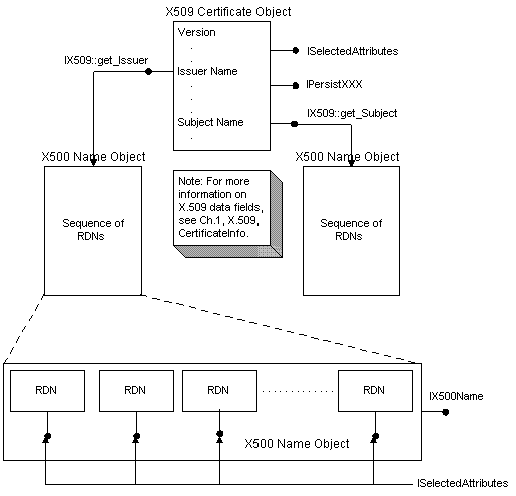 X509 Certificate Object
Version
ISelectedAttributes
IX509::get_Issuer
Issuer Name
IPersistXXX
IX509::get_Subject
Subject Name
X500 Name Object
X500 Name Object
Note: For more
information on
X.509 data fields,
see Ch.1, X.509,
CertificateInfo.
Sequence of
RDNs
Sequence of
RDNs
RDN
RDN
RDN
RDN
IX500Name
X500 Name Object
ISelectedAttributes